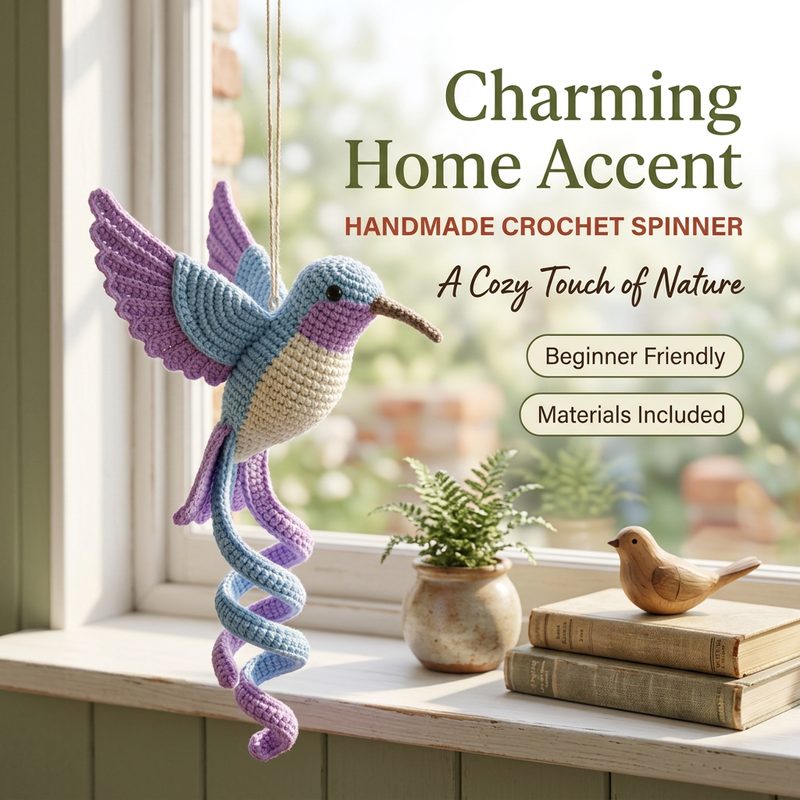 Charming
Home Accent
HANDMADE CROCHET SPINNER
A Cozy Touch of Nature
Beginner Friendly
Materials Included